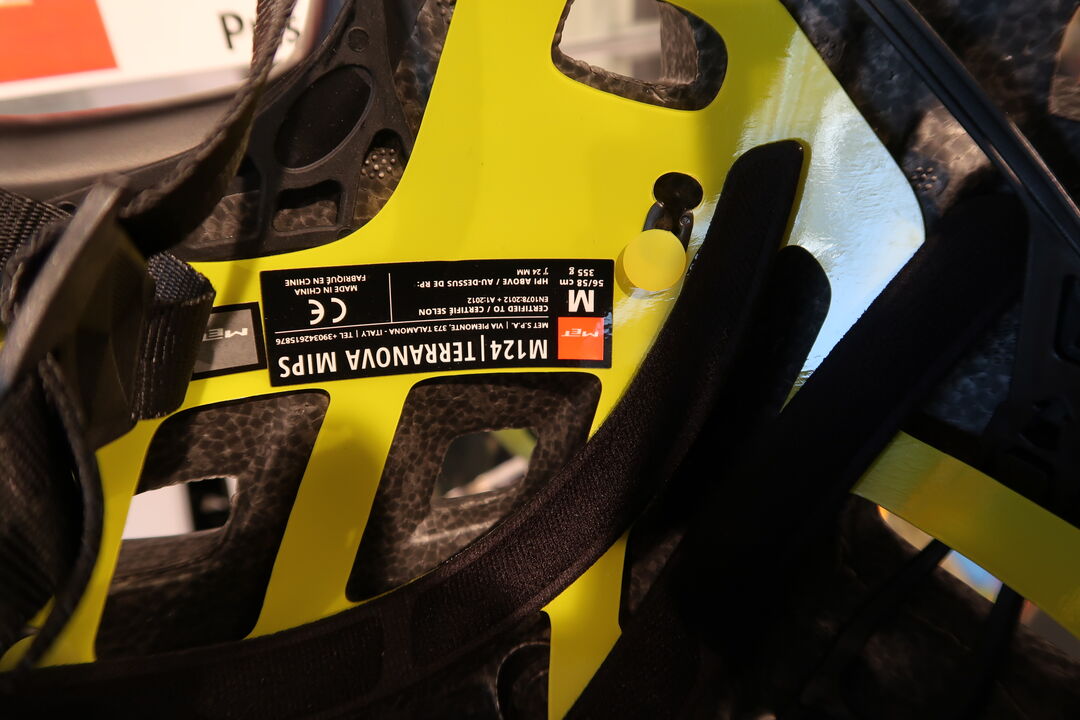 M124|TERRANOVA MIPS
MET
MET S.P.A. | VIA PIEMONTE, 373 TALAMONA - ITALY | TEL +390342615876
M
56/58 cm
355 g
CERTIFIED TO / CERTIFIÉ SELON
EN1078:2012 + A1:2012
HPI ABOVE / AU-DESSUS DE RP:
24 MM
CE
MADE IN CHINA
FABRIQUÉ EN CHINE
MET